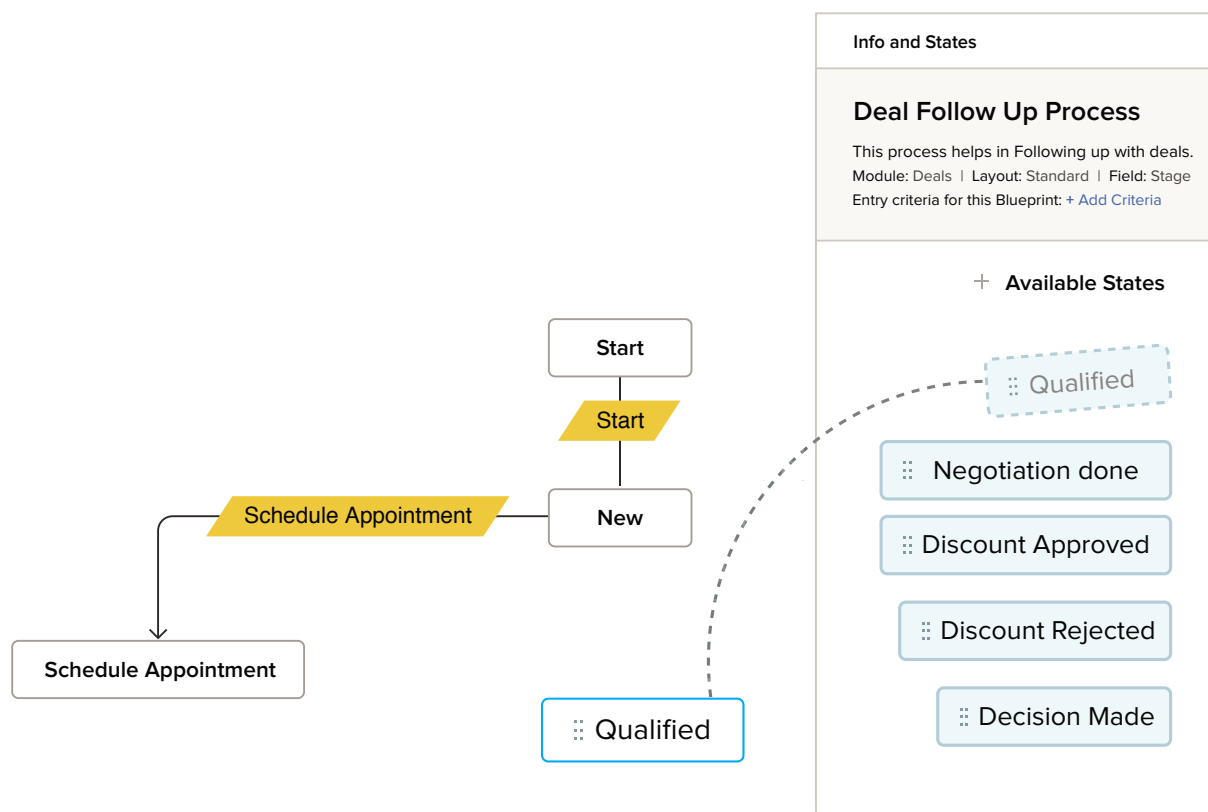 Info and States
Deal Follow Up Process
This process helps in Following up with deals.
Module: Deals | Layout: Standard | Field: Stage
Entry criteria for this Blueprint: + Add Criteria
+ Available States
Qualified
Negotiation done
Discount Approved
Discount Rejected
Decision Made
Start
Start
New
Schedule Appointment
Schedule Appointment
Qualified